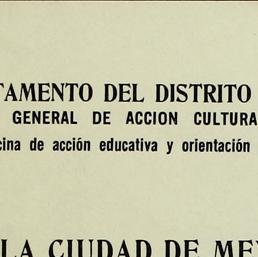 TAMENTO DEL DISTRITO
GENERAL DE ACCION CULTURA
cina de acción educativa y orientación
LA CIUDAD DE ME